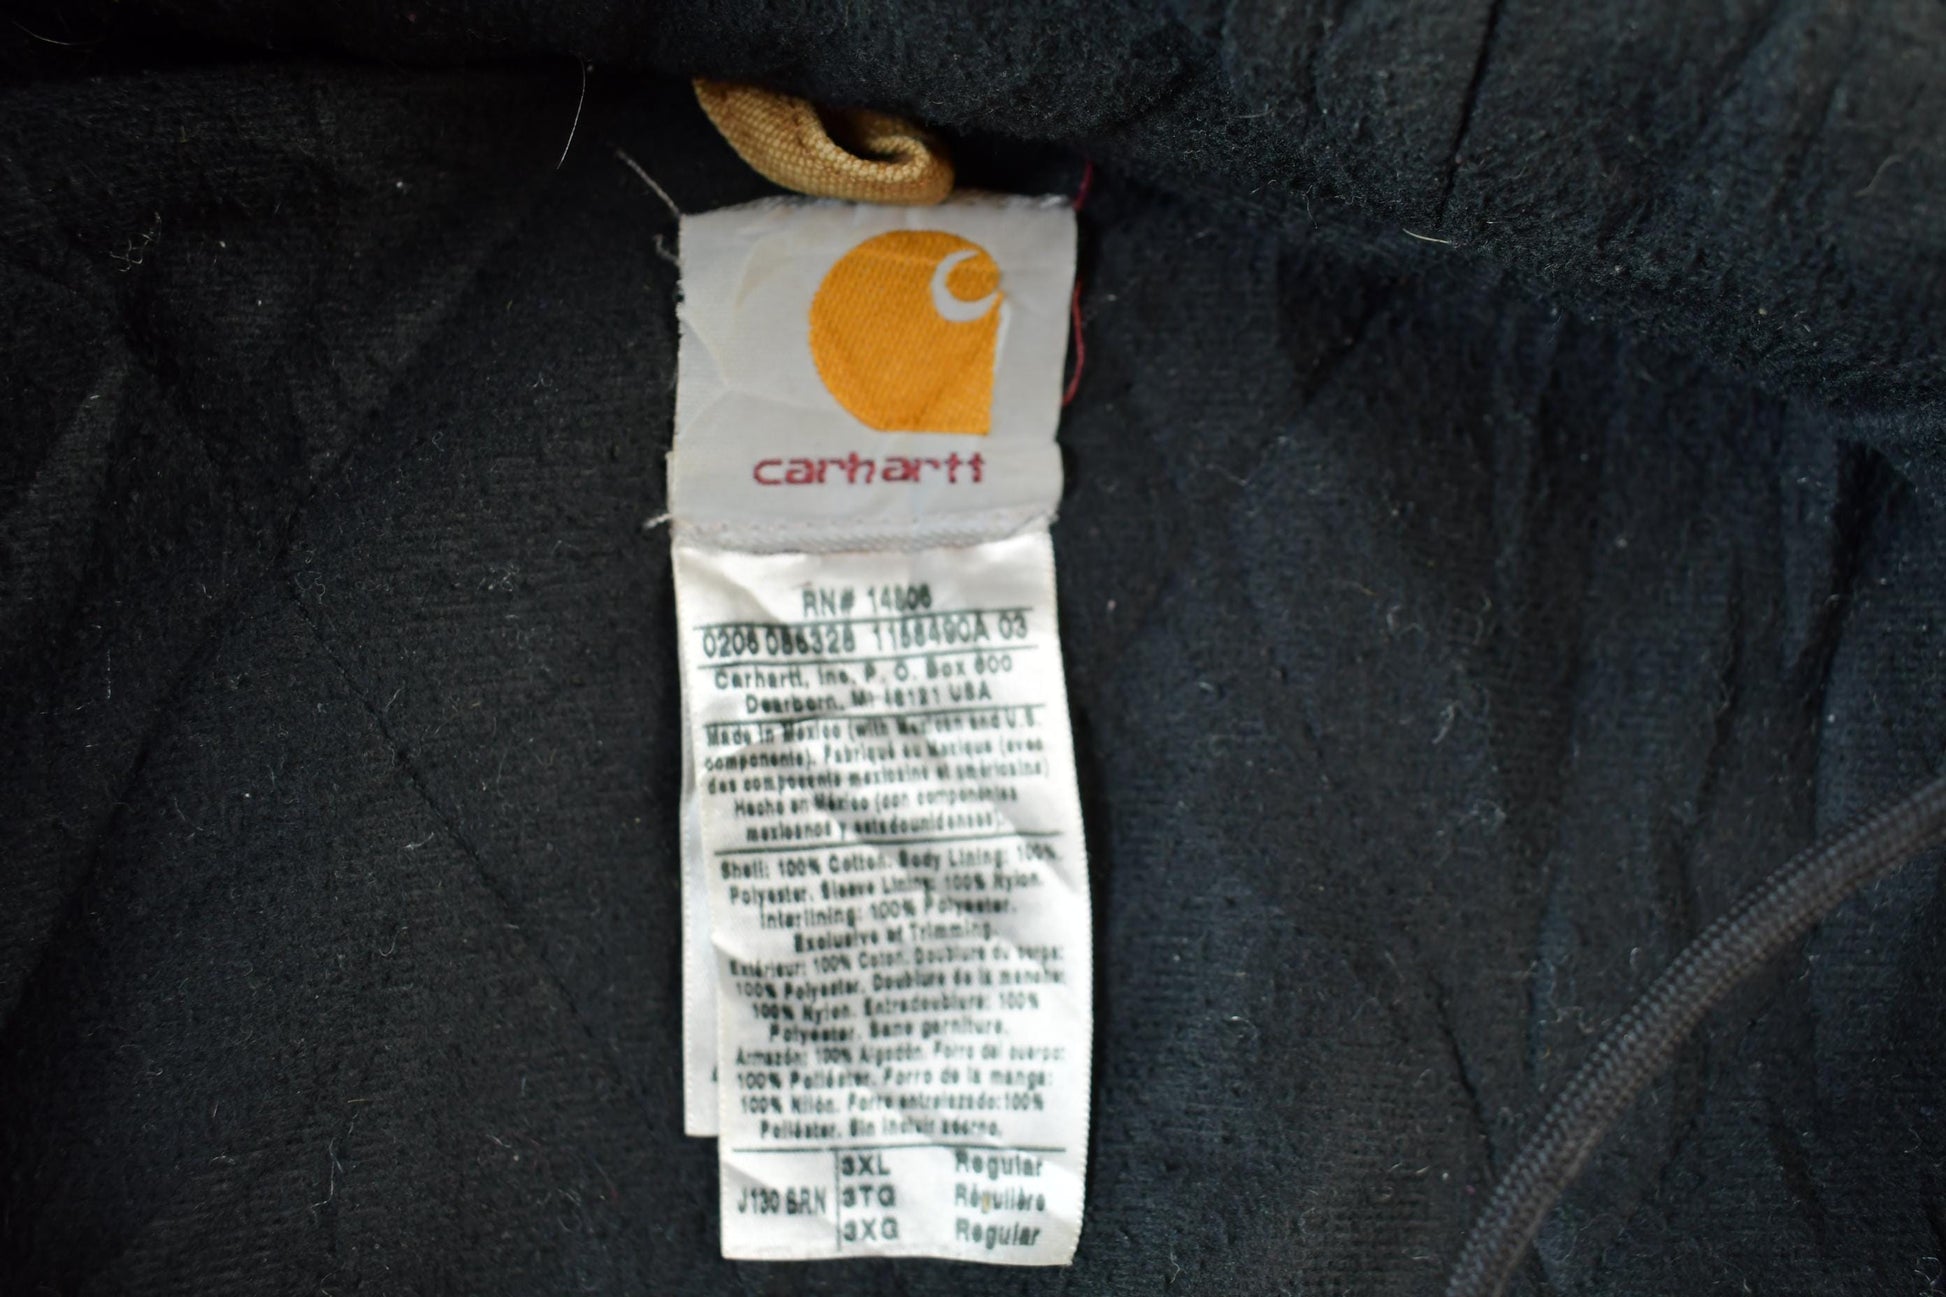 carhartt
RN# 14806
0206 086328 1158490A 03
Carhartt, Inc. P. O. Box 600
Dearborn, MI 48121 USA
Made in Mexico (with Mexican and U.S.
components). Fabriqué au Mexique (avec
des composants mexicains et américains)
Hecho en México (con componentes
mexicanos y estadounidenses).
Shell: 100% Cotton. Body Lining: 100%
Polyester. Sleeve Lining: 100% Nylon.
Interlining: 100% Polyester.
Exclusive of Trimming.
Extérieur: 100% Coton. Doublure du corps:
100% Polyester. Doublure de la manche:
100% Nylon. Entredoublure: 100%
Polyester. Sans garniture.
Armazón: 100% Algodón. Forro del cuerpo:
100% Poliéster. Forro de la manga:
100% Nilón. Forro entrelazado: 100%
Poliéster. Sin incluir adorno.
J130 BRN
3XL Regular
3TG Régulière
3XG Regular